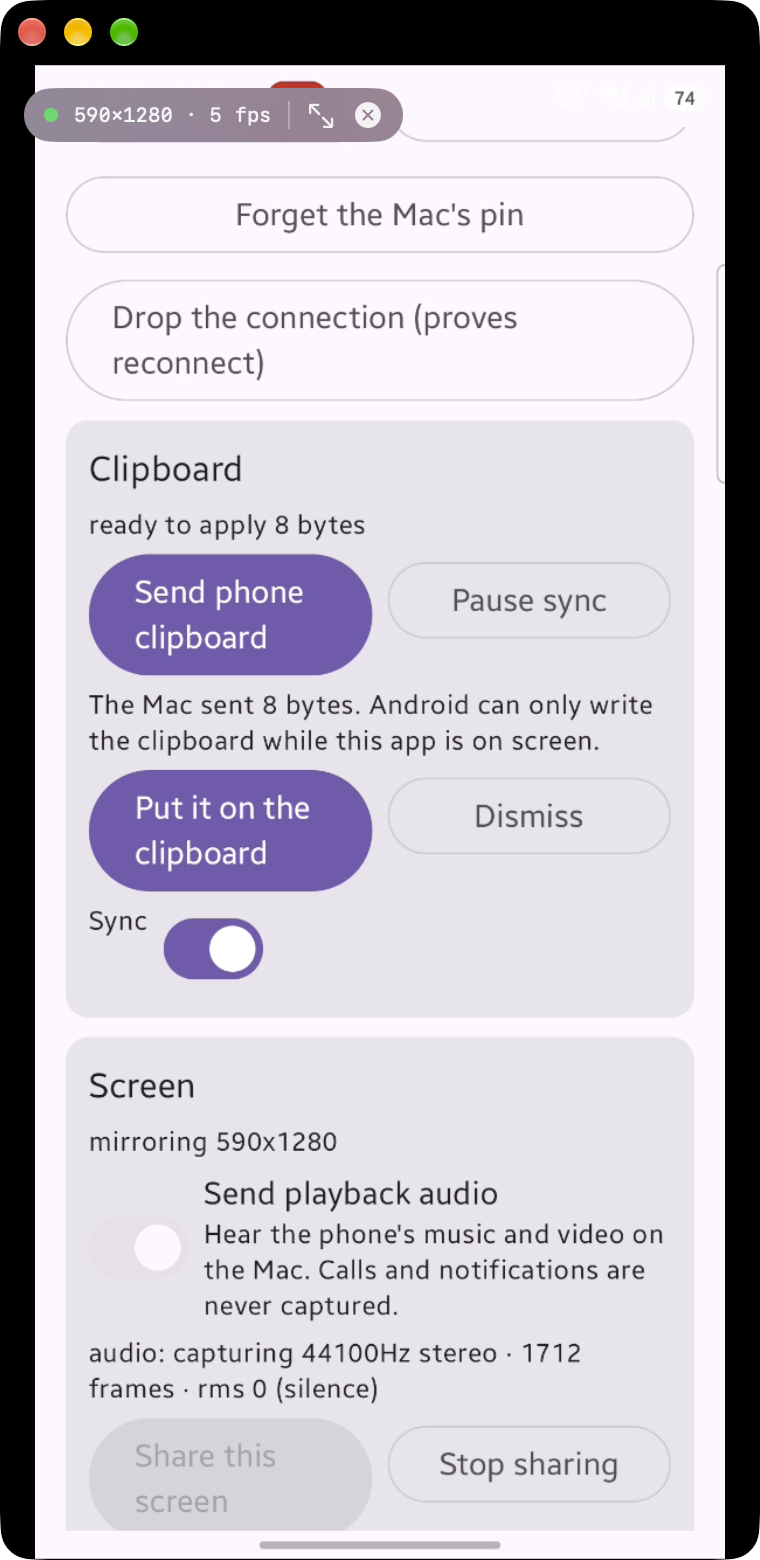 590×1280 · 5 fps
74
Forget the Mac's pin
Drop the connection (proves
reconnect)
Clipboard
ready to apply 8 bytes
Send phone
clipboard
Pause sync
The Mac sent 8 bytes. Android can only write
the clipboard while this app is on screen.
Put it on the
clipboard
Dismiss
Sync
Screen
mirroring 590x1280
Send playback audio
Hear the phone's music and video on
the Mac. Calls and notifications are
never captured.
audio: capturing 44100Hz stereo · 1712
frames · rms 0 (silence)
Share this
screen
Stop sharing